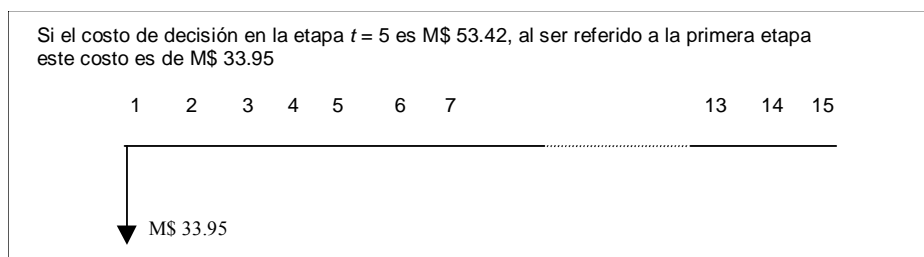 Si el costo de decisión en la etapa t = 5 es M$ 53.42, al ser referido a la primera etapa
este costo es de M$ 33.95
1 2 3 4 5 6 7 13 14 15
M$ 33.95